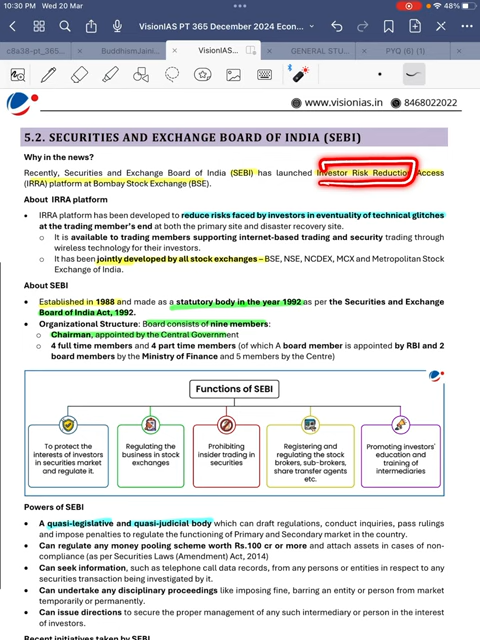 10:30 PM Wed 20 Mar
48%
VisionIAS PT 365 December 2024 Econ...
c8a38-pt_365...
BuddhismJaini...
VisionIAS...
GENERAL STU...
PYQ (6) (1)
www.visionias.in 8468022022
5.2. SECURITIES AND EXCHANGE BOARD OF INDIA (SEBI)
Why in the news?
Recently, Securities and Exchange Board of India (SEBI) has launched Investor Risk Reduction Access
(IRRA) platform at Bombay Stock Exchange (BSE).
About IRRA platform
• IRRA platform has been developed to reduce risks faced by investors in eventuality of technical glitches
at the trading member's end at both the primary site and disaster recovery site.
o It is available to trading members supporting internet-based trading and security trading through
wireless technology for their investors.
o It has been jointly developed by all stock exchanges – BSE, NSE, NCDEX, MCX and Metropolitan Stock
Exchange of India.
About SEBI
• Established in 1988 and made as a statutory body in the year 1992 as per the Securities and Exchange
Board of India Act, 1992.
• Organizational Structure: Board consists of nine members:
o Chairman, appointed by the Central Government
o 4 full time members and 4 part time members (of which A board member is appointed by RBI and 2
board members by the Ministry of Finance and 5 members by the Centre)
Functions of SEBI
To protect the
interests of investors
in securities market
and regulate it.
Regulating the
business in stock
exchanges
Prohibiting
insider trading in
securities
Registering and
regulating the stock
brokers, sub-brokers,
share transfer agents
etc.
Promoting investors'
education and
training of
intermediaries
Powers of SEBI
• A quasi-legislative and quasi-judicial body which can draft regulations, conduct inquiries, pass rulings
and impose penalties to regulate the functioning of Primary and Secondary market in the country.
• Can regulate any money pooling scheme worth Rs.100 cr or more and attach assets in cases of non-
compliance (as per Securities Laws (Amendment) Act, 2014)
• Can seek information, such as telephone call data records, from any persons or entities in respect to any
securities transaction being investigated by it.
• Can undertake any disciplinary proceedings like imposing fine, barring an entity or person from market
temporarily or permanently.
• Can issue directions to secure the proper management of any such intermediary or person in the interest
of investors.
Recent initiatives taken by SEBI